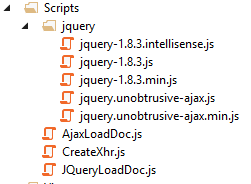 Scripts
jquery
jquery-1.8.3.intellisense.js
jquery-1.8.3.js
jquery-1.8.3.min.js
jquery.unobtrusive-ajax.js
jquery.unobtrusive-ajax.min.js
AjaxLoadDoc.js
CreateXhr.js
JQueryLoadDoc.js